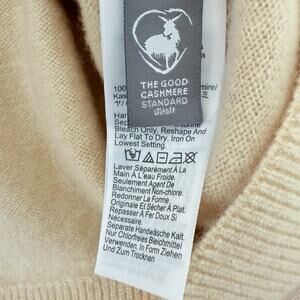 THE GOOD
CASHMERE
STANDARD
Bleach Only. Reshape And
Lay Flat To Dry. Iron On
Lowest Setting.
Laver Séparément À La
Main À L'eau Froide.
Seulement Agent De
Blanchiment Non-chlore.
Redonner La Forme
Originale Et Sécher À Plat.
Repasser À Fer Doux Si
Nécessaire.
Separate Handwäsche Kalt.
Nur Chlorfreies Bleichmittel
Verwenden. In Form Ziehen
Und Zum Trocknen